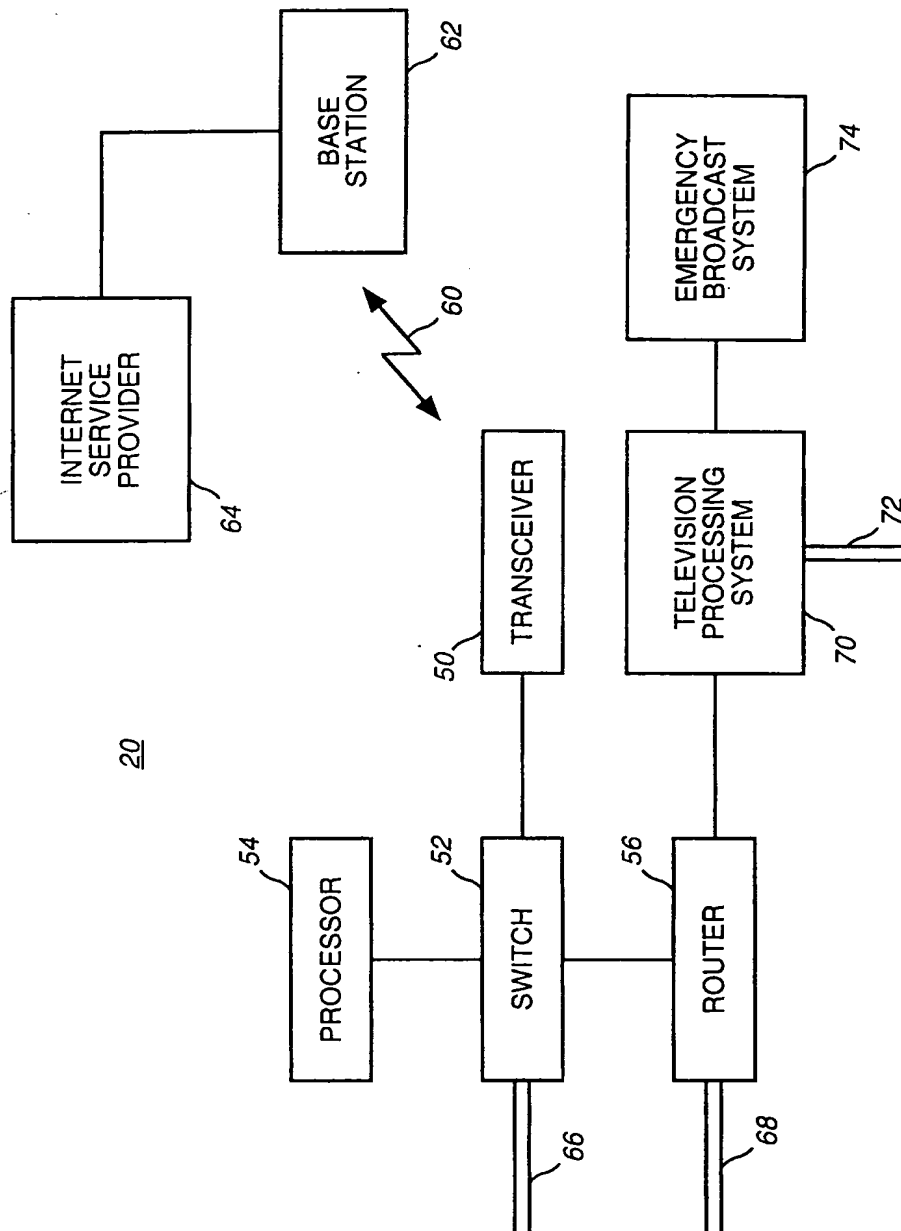 20
INTERNET
SERVICE
PROVIDER
64
BASE
STATION
62
60
PROCESSOR
54
SWITCH
52
TRANSCEIVER
50
66
ROUTER
56
68
TELEVISION
PROCESSING
SYSTEM
70
72
EMERGENCY
BROADCAST
SYSTEM
74